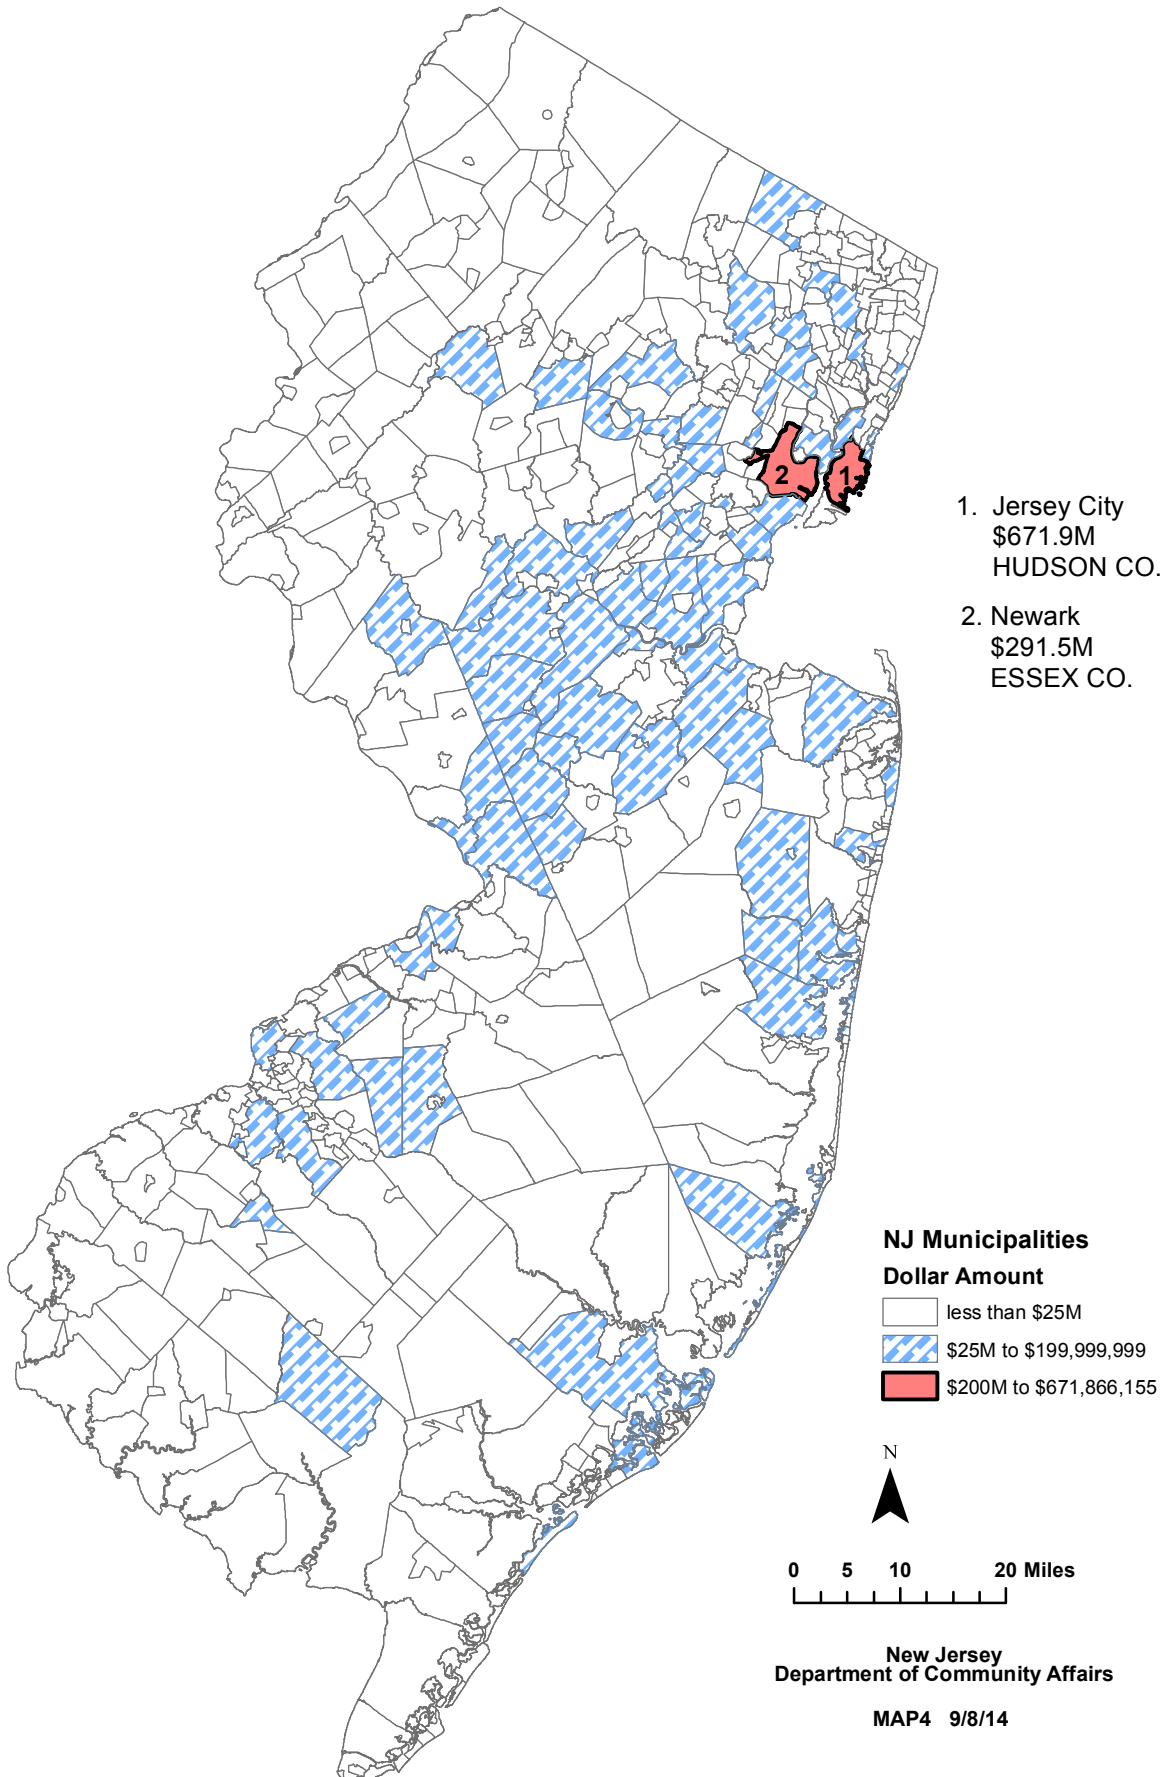 2
1
1. Jersey City
$671.9M
HUDSON CO.
2. Newark
$291.5M
ESSEX CO.
NJ Municipalities
Dollar Amount
less than $25M
$25M to $199,999,999
$200M to $671,866,155
N
0 5 10 20 Miles
New Jersey
Department of Community Affairs
MAP4 9/8/14